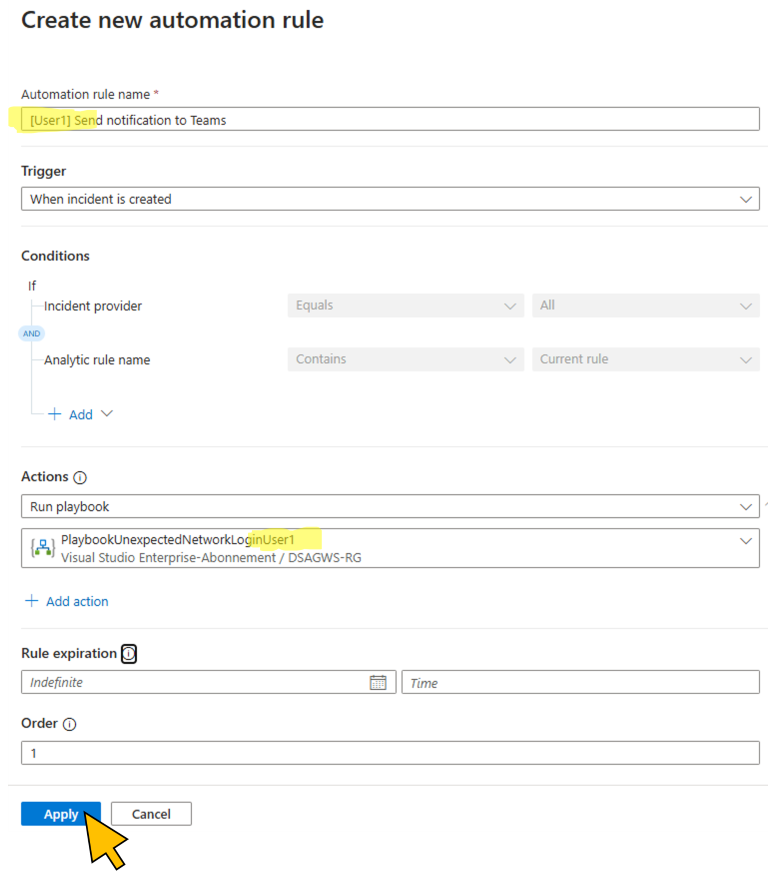 Create new automation rule
Automation rule name *
[User1] Send notification to Teams
Trigger
When incident is created
Conditions
If
Incident provider Equals All
AND
Analytic rule name Contains Current rule
+ Add
Actions
Run playbook
PlaybookUnexpectedNetworkLoginUser1
Visual Studio Enterprise-Abonnement / DSAGWS-RG
+ Add action
Rule expiration
Indefinite Time
Order
1
Apply Cancel